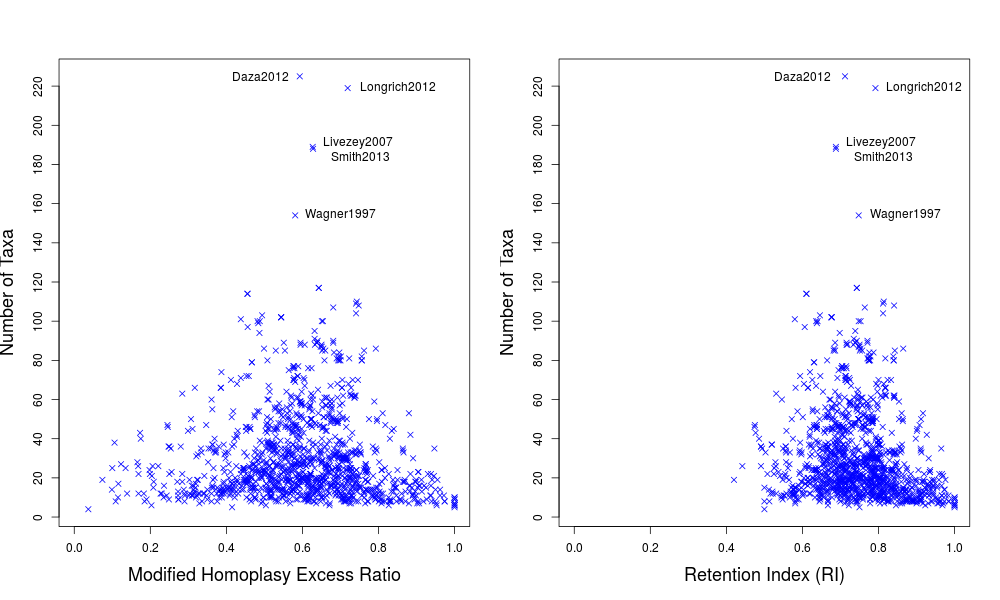 Number of Taxa
220
200
180
160
140
120
100
80
60
40
20
0
Daza2012
Longrich2012
Livezey2007
Smith2013
Wagner1997
0.0 0.2 0.4 0.6 0.8 1.0
Modified Homoplasy Excess Ratio
Number of Taxa
220
200
180
160
140
120
100
80
60
40
20
0
Daza2012
Longrich2012
Livezey2007
Smith2013
Wagner1997
0.0 0.2 0.4 0.6 0.8 1.0
Retention Index (RI)